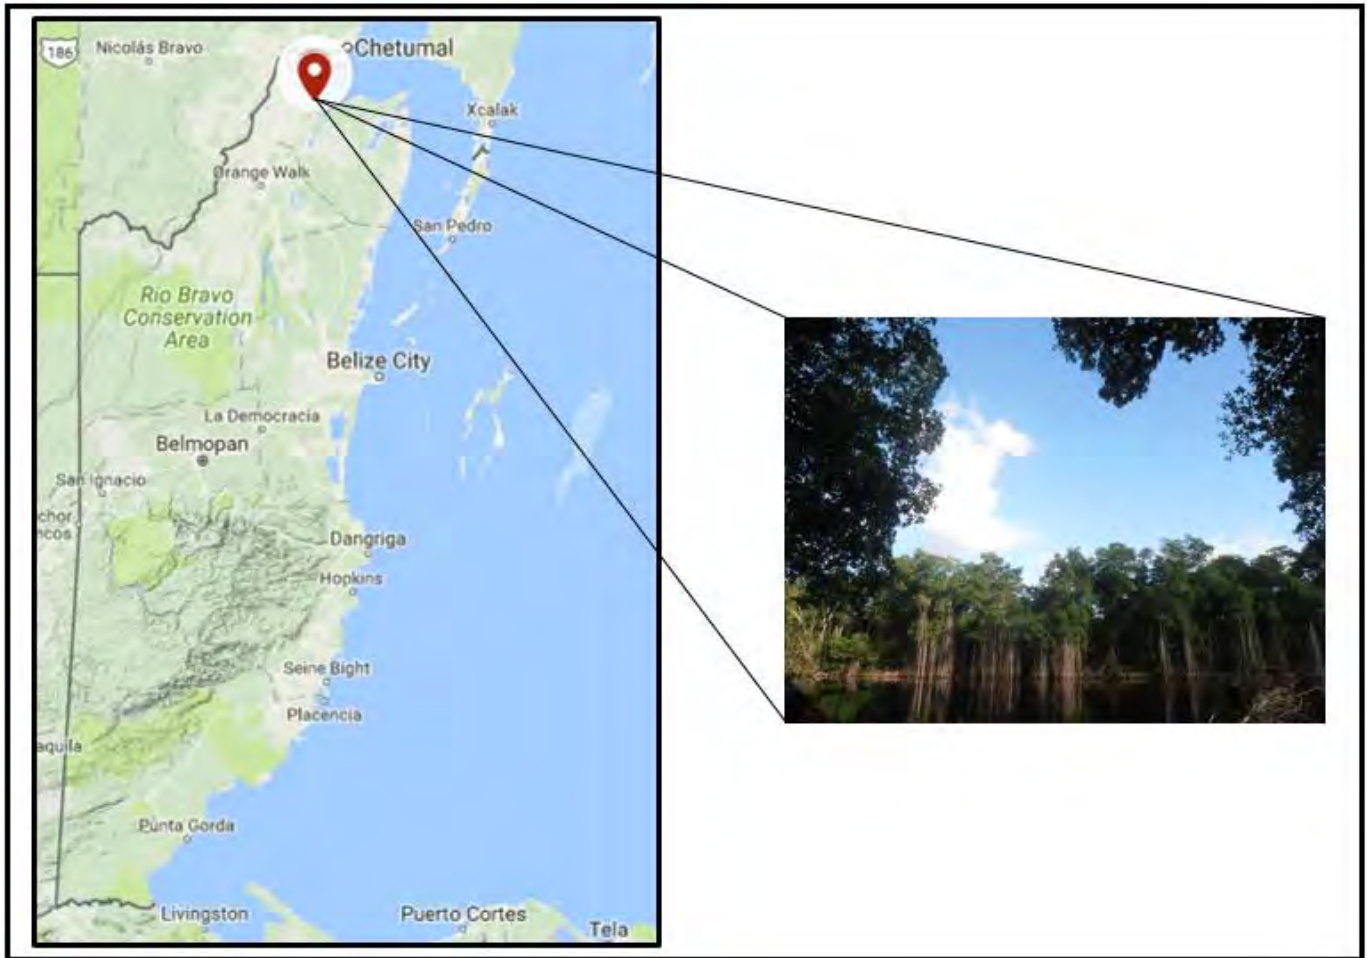 186
Nicolás Bravo
Chetumal
Xcalak
Orange Walk
San Pedro
Rio Bravo
Conservation
Area
Belize City
La Democracia
Belmopan
San Ignacio
Dangriga
Hopkins
Seine Bight
Placencia
Punta Gorda
Livingston
Puerto Cortes
Tela